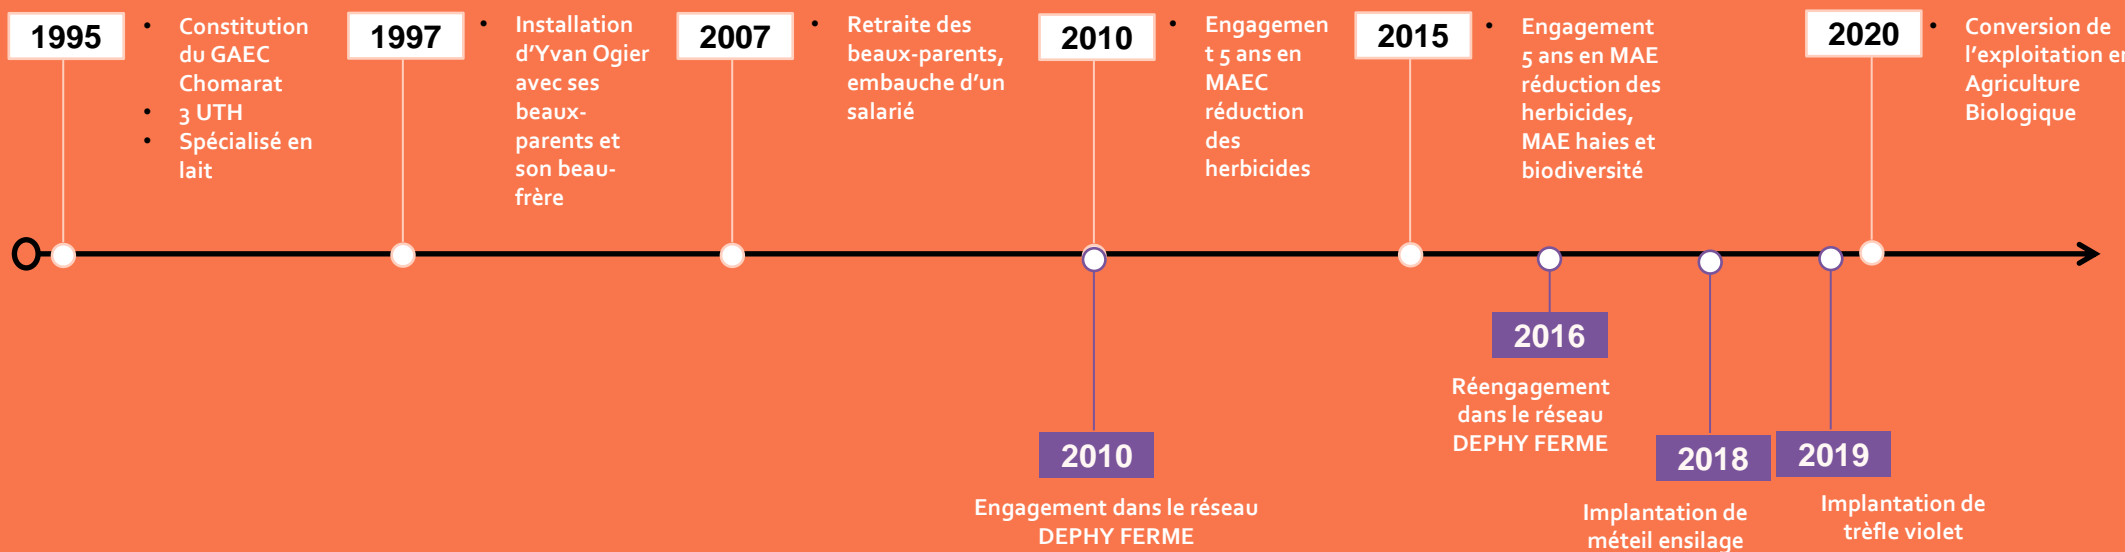 1995
• Constitution
du GAEC
Chomarat
• 3 UTH
• Spécialisé en
lait
1997
• Installation
d'Yvan Ogier
avec ses
beaux-
parents et
son beau-
frère
2007
• Retraite des
beaux-parents,
embauche d'un
salarié
2010
• Engagemen
t 5 ans en
MAEC
réduction
des
herbicides
2015
• Engagement
5 ans en MAE
réduction des
herbicides,
MAE haies et
biodiversité
2020
• Conversion de
l'exploitation en
Agriculture
Biologique
2010
Engagement dans le réseau
DEPHY FERME
2016
Réengagement
dans le réseau
DEPHY FERME
2018
Implantation de
méteil ensilage
2019
Implantation de
trèfle violet